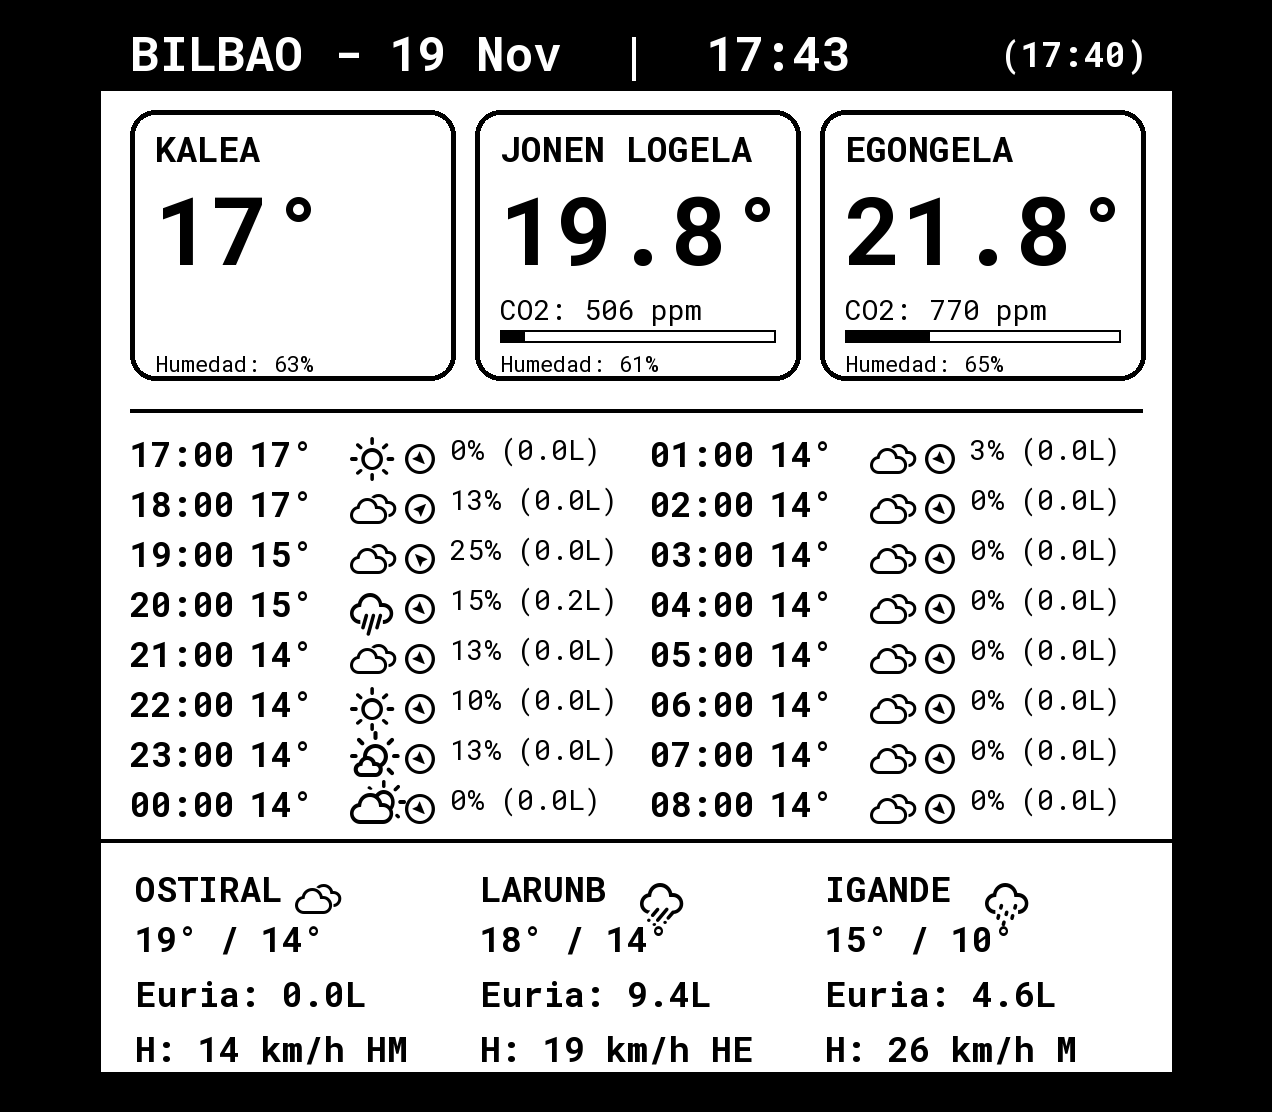 BILBAO - 19 Nov | 17:43 (17:40)
KALEA
17°
Humedad: 63%
JONEN LOGELA
19.8°
CO2: 506 ppm
Humedad: 61%
EGONGELA
21.8°
CO2: 770 ppm
Humedad: 65%
17:00 17° 0% (0.0L)
18:00 17° 13% (0.0L)
19:00 15° 25% (0.0L)
20:00 15° 15% (0.2L)
21:00 14° 13% (0.0L)
22:00 14° 10% (0.0L)
23:00 14° 13% (0.0L)
00:00 14° 0% (0.0L)
01:00 14° 3% (0.0L)
02:00 14° 0% (0.0L)
03:00 14° 0% (0.0L)
04:00 14° 0% (0.0L)
05:00 14° 0% (0.0L)
06:00 14° 0% (0.0L)
07:00 14° 0% (0.0L)
08:00 14° 0% (0.0L)
OSTIRAL
19° / 14°
Euria: 0.0L
H: 14 km/h HM
LARUNB
18° / 14°
Euria: 9.4L
H: 19 km/h HE
IGANDE
15° / 10°
Euria: 4.6L
H: 26 km/h M